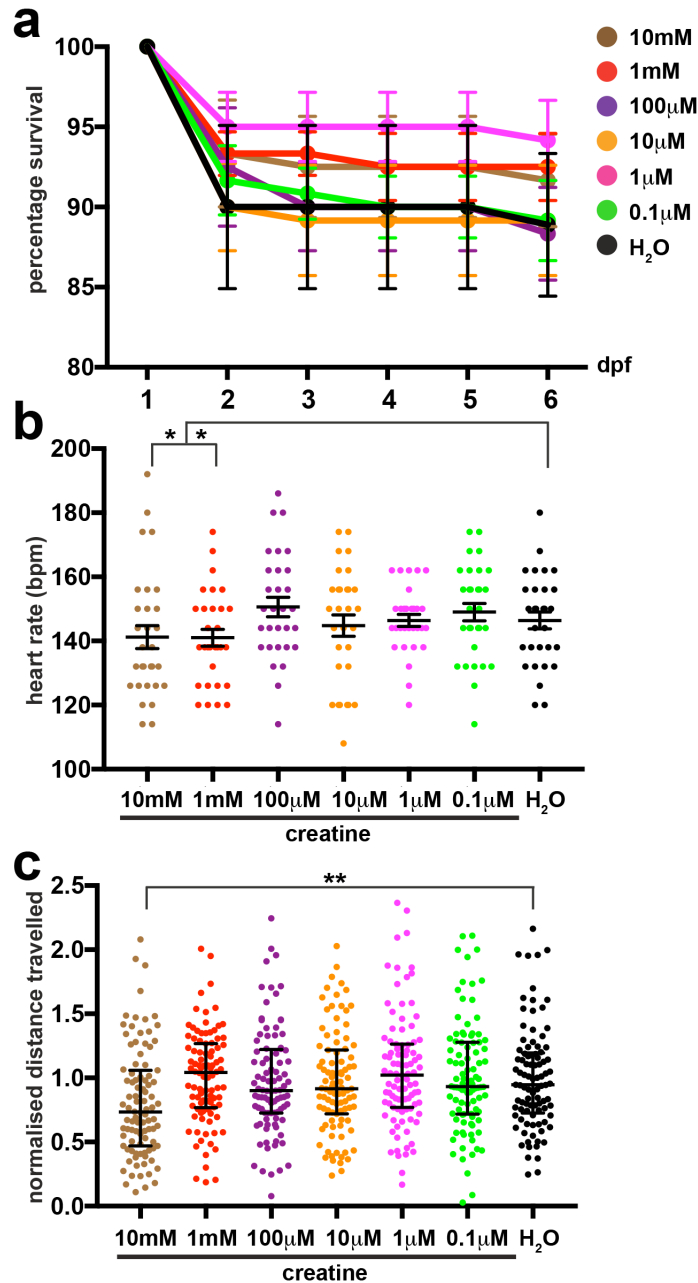 a
percentage survival
100
95
90
85
80
1 2 3 4 5 6
dpf
10mM
1mM
100µM
10µM
1µM
0.1µM
H₂O
b
* *
heart rate (bpm)
200
180
160
140
120
100
10mM 1mM 100µM 10µM 1µM 0.1µM H₂O
creatine
c
**
normalised distance travelled
2.5
2.0
1.5
1.0
0.5
0.0
10mM 1mM 100µM 10µM 1µM 0.1µM H₂O
creatine